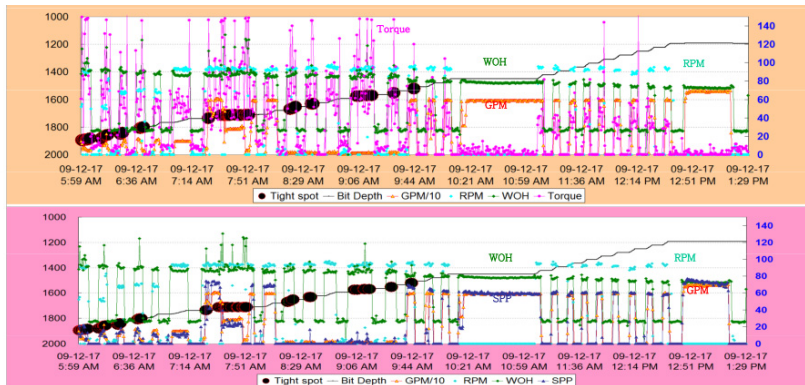 1000 140
Torque 120
1200
WOH RPM 100
1400 80
1600 GPM 60
40
1800 20
2000 0
09-12-17 09-12-17 09-12-17 09-12-17 09-12-17 09-12-17 09-12-17 09-12-17 09-12-17 09-12-17 09-12-17 09-12-17 09-12-17
5:59 AM 6:36 AM 7:14 AM 7:51 AM 8:29 AM 9:06 AM 9:44 AM 10:21 AM 10:59 AM 11:36 AM 12:14 PM 12:51 PM 1:29 PM
Tight spot Bit Depth GPM/10 RPM WOH Torque
1000 140
1200 120
WOH RPM 100
1400 80
SPP GPM
1600 60
1800 40
20
2000 0
09-12-17 09-12-17 09-12-17 09-12-17 09-12-17 09-12-17 09-12-17 09-12-17 09-12-17 09-12-17 09-12-17 09-12-17 09-12-17
5:59 AM 6:36 AM 7:14 AM 7:51 AM 8:29 AM 9:06 AM 9:44 AM 10:21 AM 10:59 AM 11:36 AM 12:14 PM 12:51 PM 1:29 PM
Tight spot Bit Depth GPM/10 RPM WOH SPP